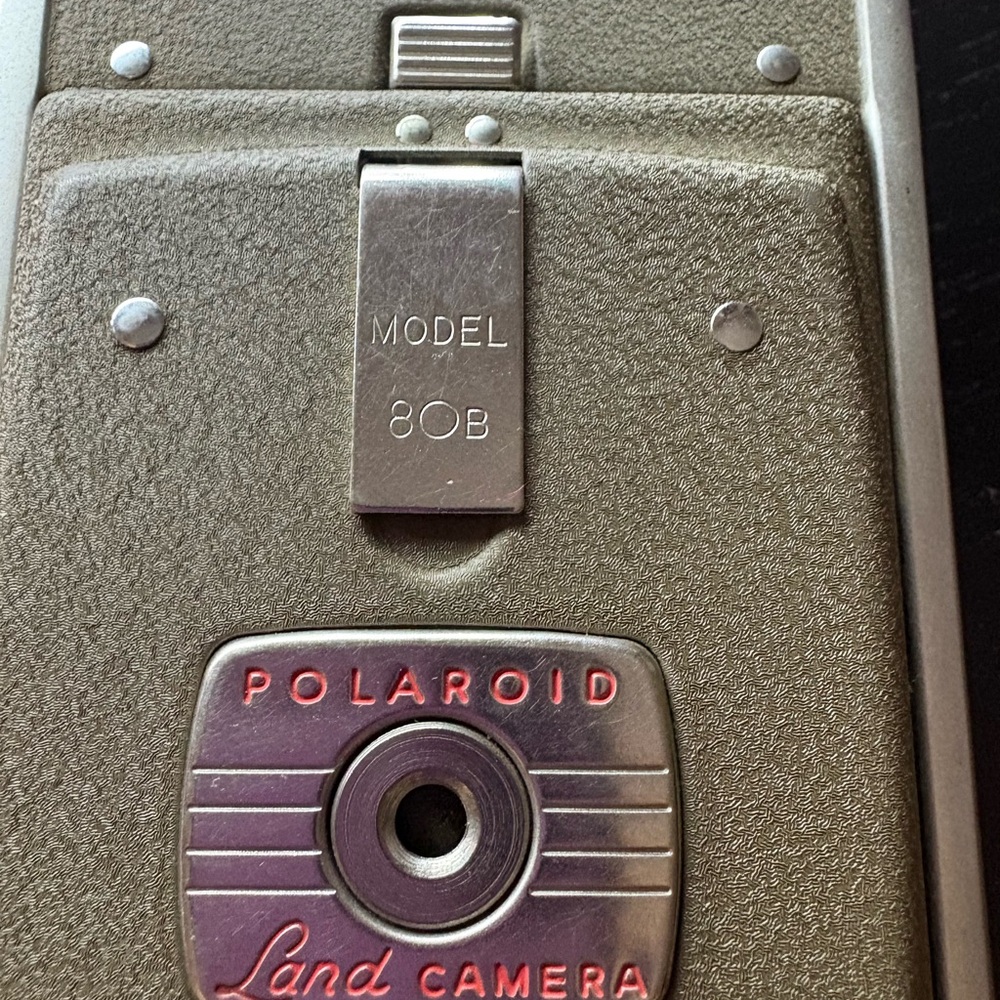 MODEL
80B
POLAROID
Land CAMERA